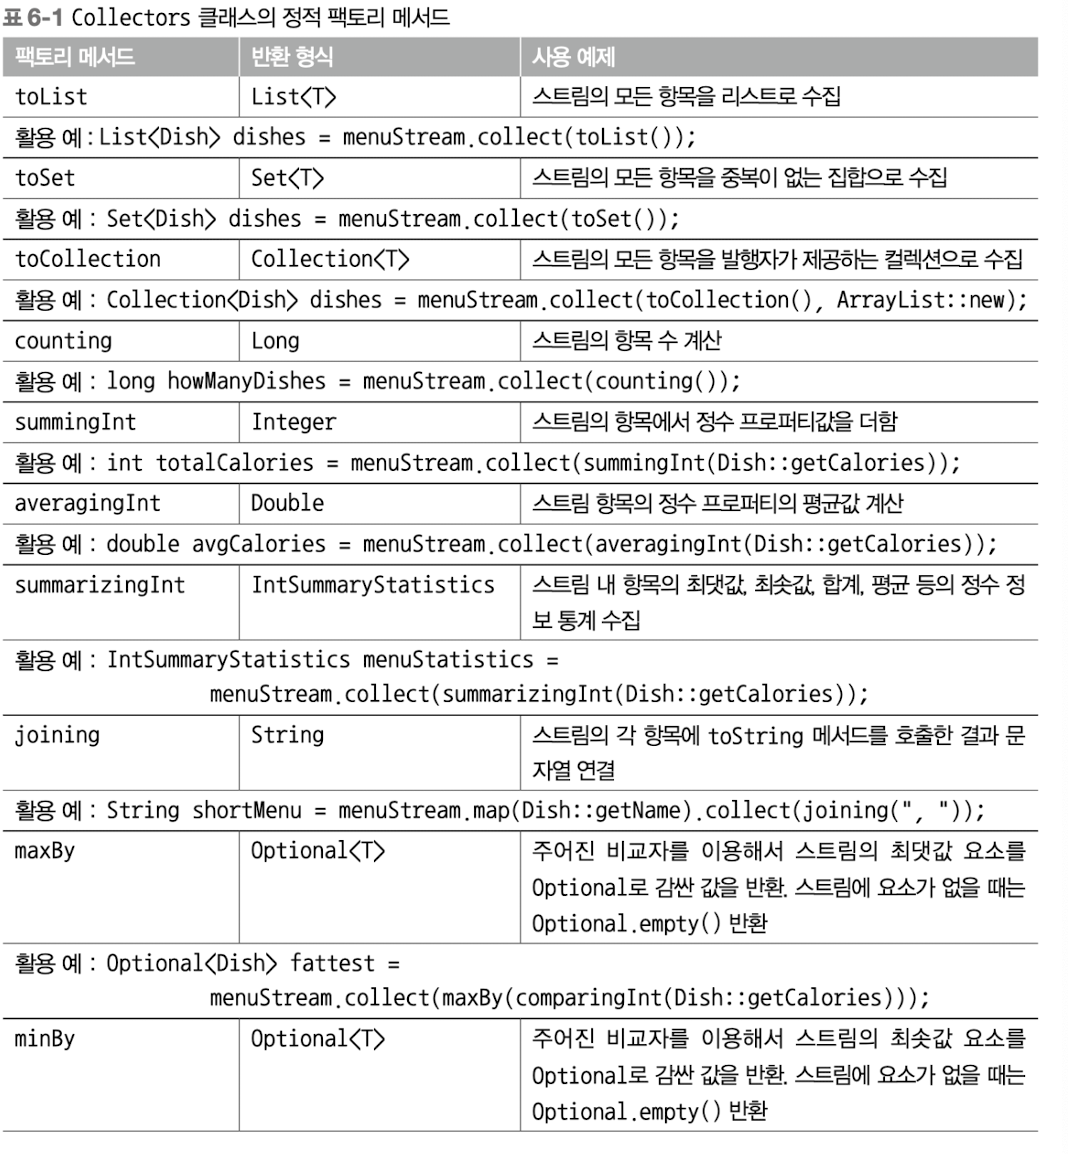 표 6-1 Collectors 클래스의 정적 팩토리 메서드
팩토리 메서드 반환 형식 사용 예제
toList List<T> 스트림의 모든 항목을 리스트로 수집
활용 예 : List<Dish> dishes = menuStream.collect(toList());
toSet Set<T> 스트림의 모든 항목을 중복이 없는 집합으로 수집
활용 예 : Set<Dish> dishes = menuStream.collect(toSet());
toCollection Collection<T> 스트림의 모든 항목을 발행자가 제공하는 컬렉션으로 수집
활용 예 : Collection<Dish> dishes = menuStream.collect(toCollection(), ArrayList::new);
counting Long 스트림의 항목 수 계산
활용 예 : long howManyDishes = menuStream.collect(counting());
summingInt Integer 스트림의 항목에서 정수 프로퍼티값을 더함
활용 예 : int totalCalories = menuStream.collect(summingInt(Dish::getCalories));
averagingInt Double 스트림 항목의 정수 프로퍼티의 평균값 계산
활용 예 : double avgCalories = menuStream.collect(averagingInt(Dish::getCalories));
summarizingInt IntSummaryStatistics 스트림 내 항목의 최댓값, 최솟값, 합계, 평균 등의 정수 정
보 통계 수집
활용 예 : IntSummaryStatistics menuStatistics =
menuStream.collect(summarizingInt(Dish::getCalories));
joining String 스트림의 각 항목에 toString 메서드를 호출한 결과 문
자열 연결
활용 예 : String shortMenu = menuStream.map(Dish::getName).collect(joining(", "));
maxBy Optional<T> 주어진 비교자를 이용해서 스트림의 최댓값 요소를
Optional로 감싼 값을 반환. 스트림에 요소가 없을 때는
Optional.empty() 반환
활용 예 : Optional<Dish> fattest =
menuStream.collect(maxBy(comparingInt(Dish::getCalories)));
minBy Optional<T> 주어진 비교자를 이용해서 스트림의 최솟값 요소를
Optional로 감싼 값을 반환. 스트림에 요소가 없을 때는
Optional.empty() 반환